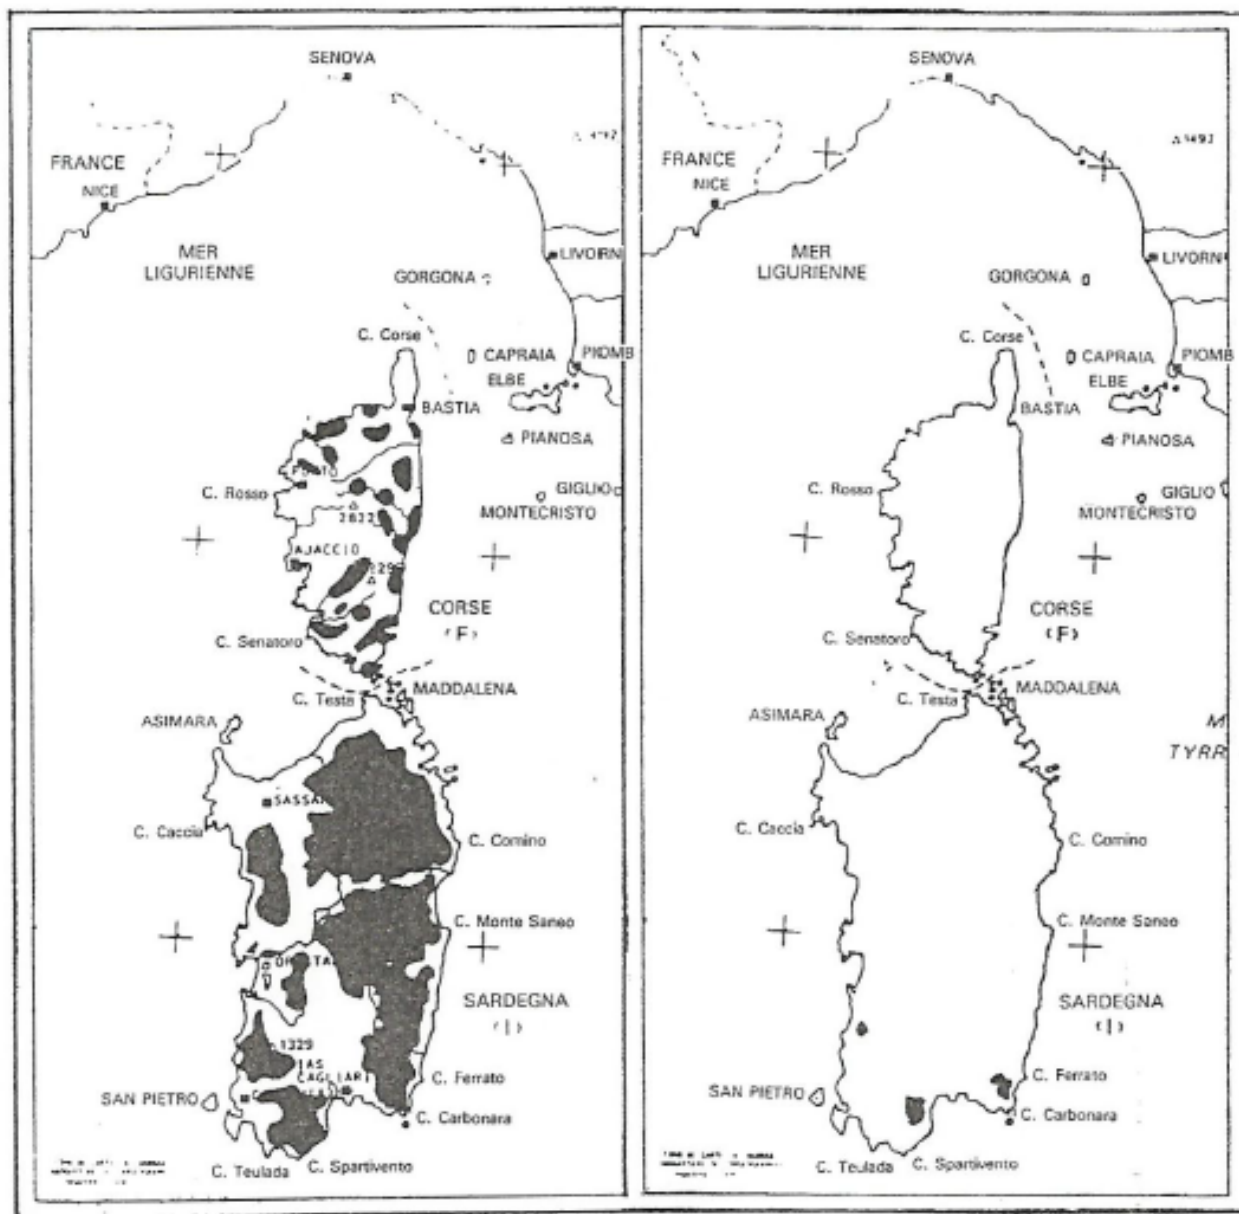 SENOVA
FRANCE
NICE
MER
LIGURIENNE
LIVORN
GORGONA
C. Corse
CAPRAIA
PIOMB
ELBE
BASTIA
PIANOSA
C. Rosso
GIGLIO
MONTECRISTO
2622
AJACCIO
CORSE
(F)
C. Senatoro
MADDALENA
C. Testa
ASIMARA
SASSA
C. Caccia
C. Comino
C. Monte Saneo
SARDEGNA
(I)
1329
IAS
CAGLIARI
C. Ferrato
SAN PIETRO
C. Carbonara
C. Teulada
C. Spartivento
SENOVA
1492
FRANCE
NICE
MER
LIGURIENNE
LIVORN
GORGONA
C. Corse
CAPRAIA
PIOMB
ELBE
BASTIA
PIANOSA
C. Rosso
GIGLIO
MONTECRISTO
CORSE
(F)
C. Senatoro
MADDALENA
C. Testa
ASIMARA
M
TYRR
C. Caccia
C. Comino
C. Monte Saneo
SARDEGNA
(I)
C. Ferrato
SAN PIETRO
C. Carbonara
C. Teulada
C. Spartivento